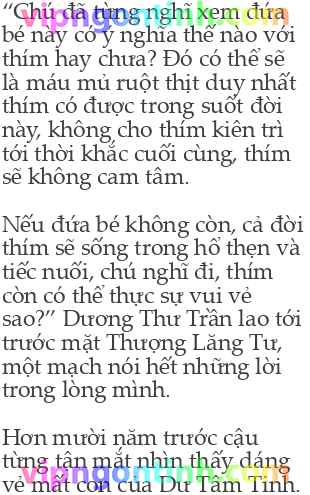 “Chú đã từng nghĩ xem, đứa
bé này có ý nghĩa thế nào với
thím hay chưa? Đó có thể sẽ
là máu mủ ruột thịt duy nhất
thím có được trong suốt đời
này, không cho thím kiên trì
tới thời khắc cuối cùng, thím
sẽ không cam tâm.
Nếu đứa bé không còn, cả đời
thím sẽ sống trong hổ thẹn và
tiếc nuối, chú nghĩ đi, thím
còn có thể thực sự vui vẻ
sao?” Dương Thư Trần lao tới
trước mặt Thượng Lăng Tư,
một mạch nói hết những lời
trong lòng mình.
Hơn mười năm trước cậu
từng tận mắt nhìn thấy dáng
vẻ mất con của Dư Tâm Tinh.
vipngontinh.com
vipngontinh.com